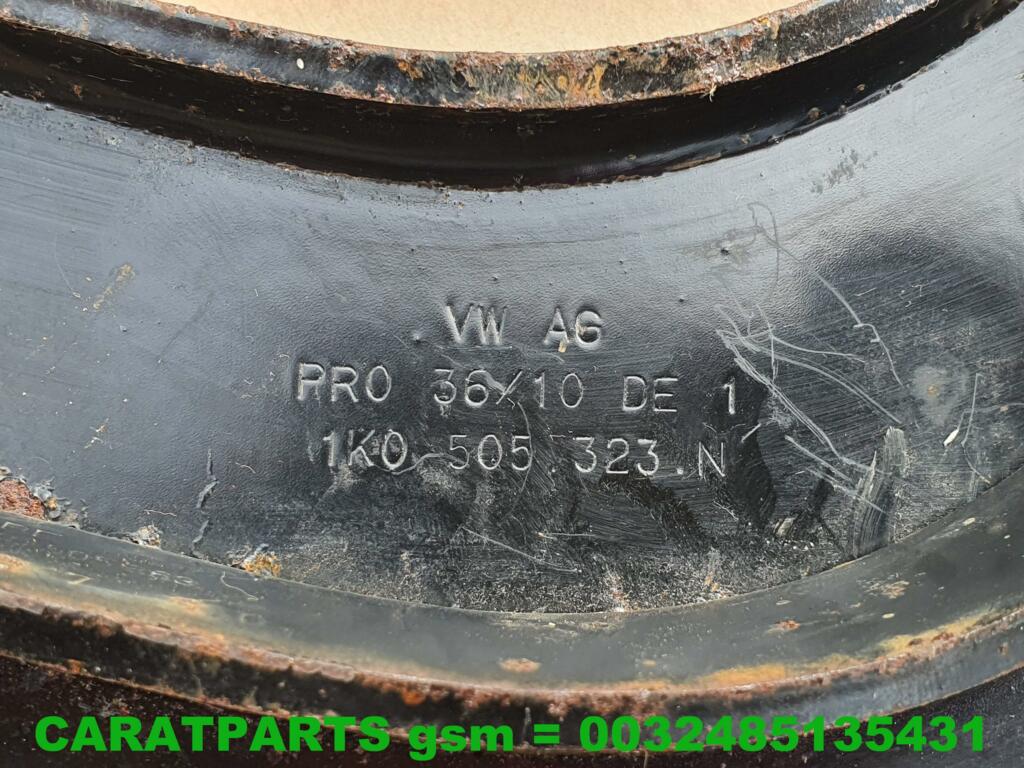 VW AG
PRO 36/10 DE 1
1K0 505 323 N
CARATPARTS gsm = 0032485135431